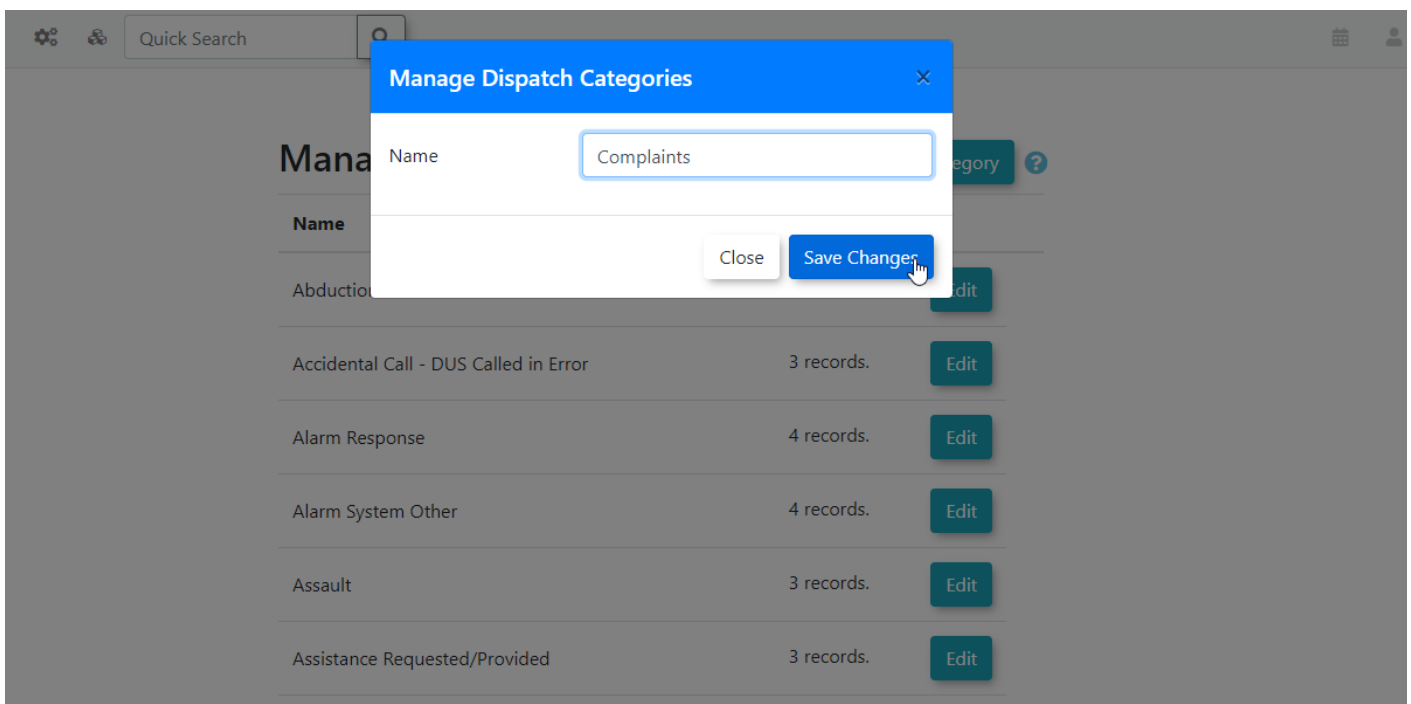 Quick Search
Manage Dispatch Categories ×
Name Complaints
Close Save Changes
Mana egory ?
Name
Abduction dit
Accidental Call - DUS Called in Error 3 records. Edit
Alarm Response 4 records. Edit
Alarm System Other 4 records. Edit
Assault 3 records. Edit
Assistance Requested/Provided 3 records. Edit